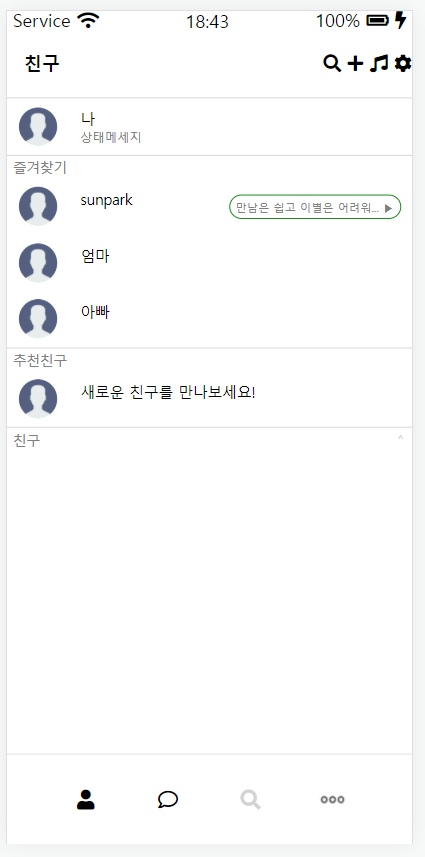 Service 18:43 100%
친구
나
상태메세지
즐겨찾기
sunpark 만남은 쉽고 이별은 어려워... ▶
엄마
아빠
추천친구
새로운 친구를 만나보세요!
친구 ^